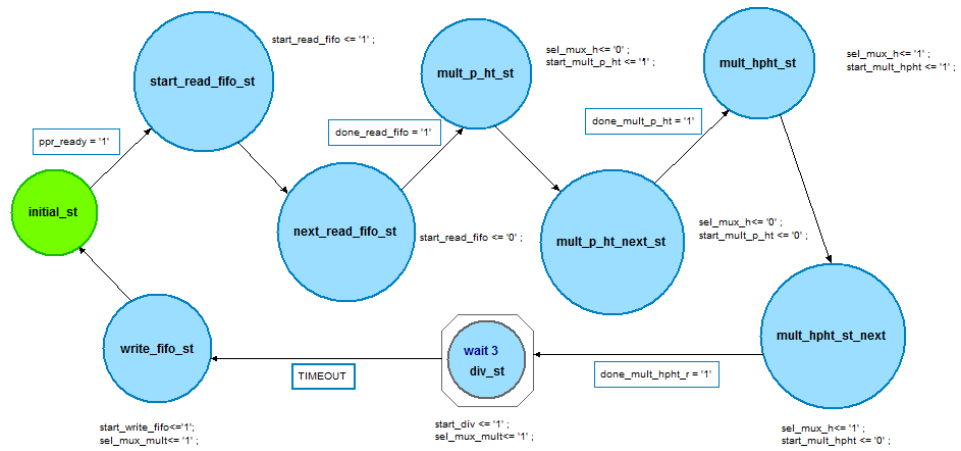 start_read_fifo <= '1' ;
start_read_fifo_st
ppr_ready = '1'
initial_st
done_read_fifo = '1'
next_read_fifo_st
start_read_fifo <= '0' ;
mult_p_ht_st
sel_mux_h<= '0' ;
start_mult_p_ht <= '1' ;
done_mult_p_ht = '1'
mult_p_ht_next_st
sel_mux_h<= '0' ;
start_mult_p_ht <= '0' ;
mult_hpht_st
sel_mux_h<= '1' ;
start_mult_hpht <= '1' ;
mult_hpht_st_next
sel_mux_h<= '1' ;
start_mult_hpht <= '0' ;
done_mult_hpht_r = '1'
wait 3
div_st
start_div <= '1' ;
sel_mux_mult<= '1' ;
TIMEOUT
write_fifo_st
start_write_fifo<='1';
sel_mux_mult<= '1' ;